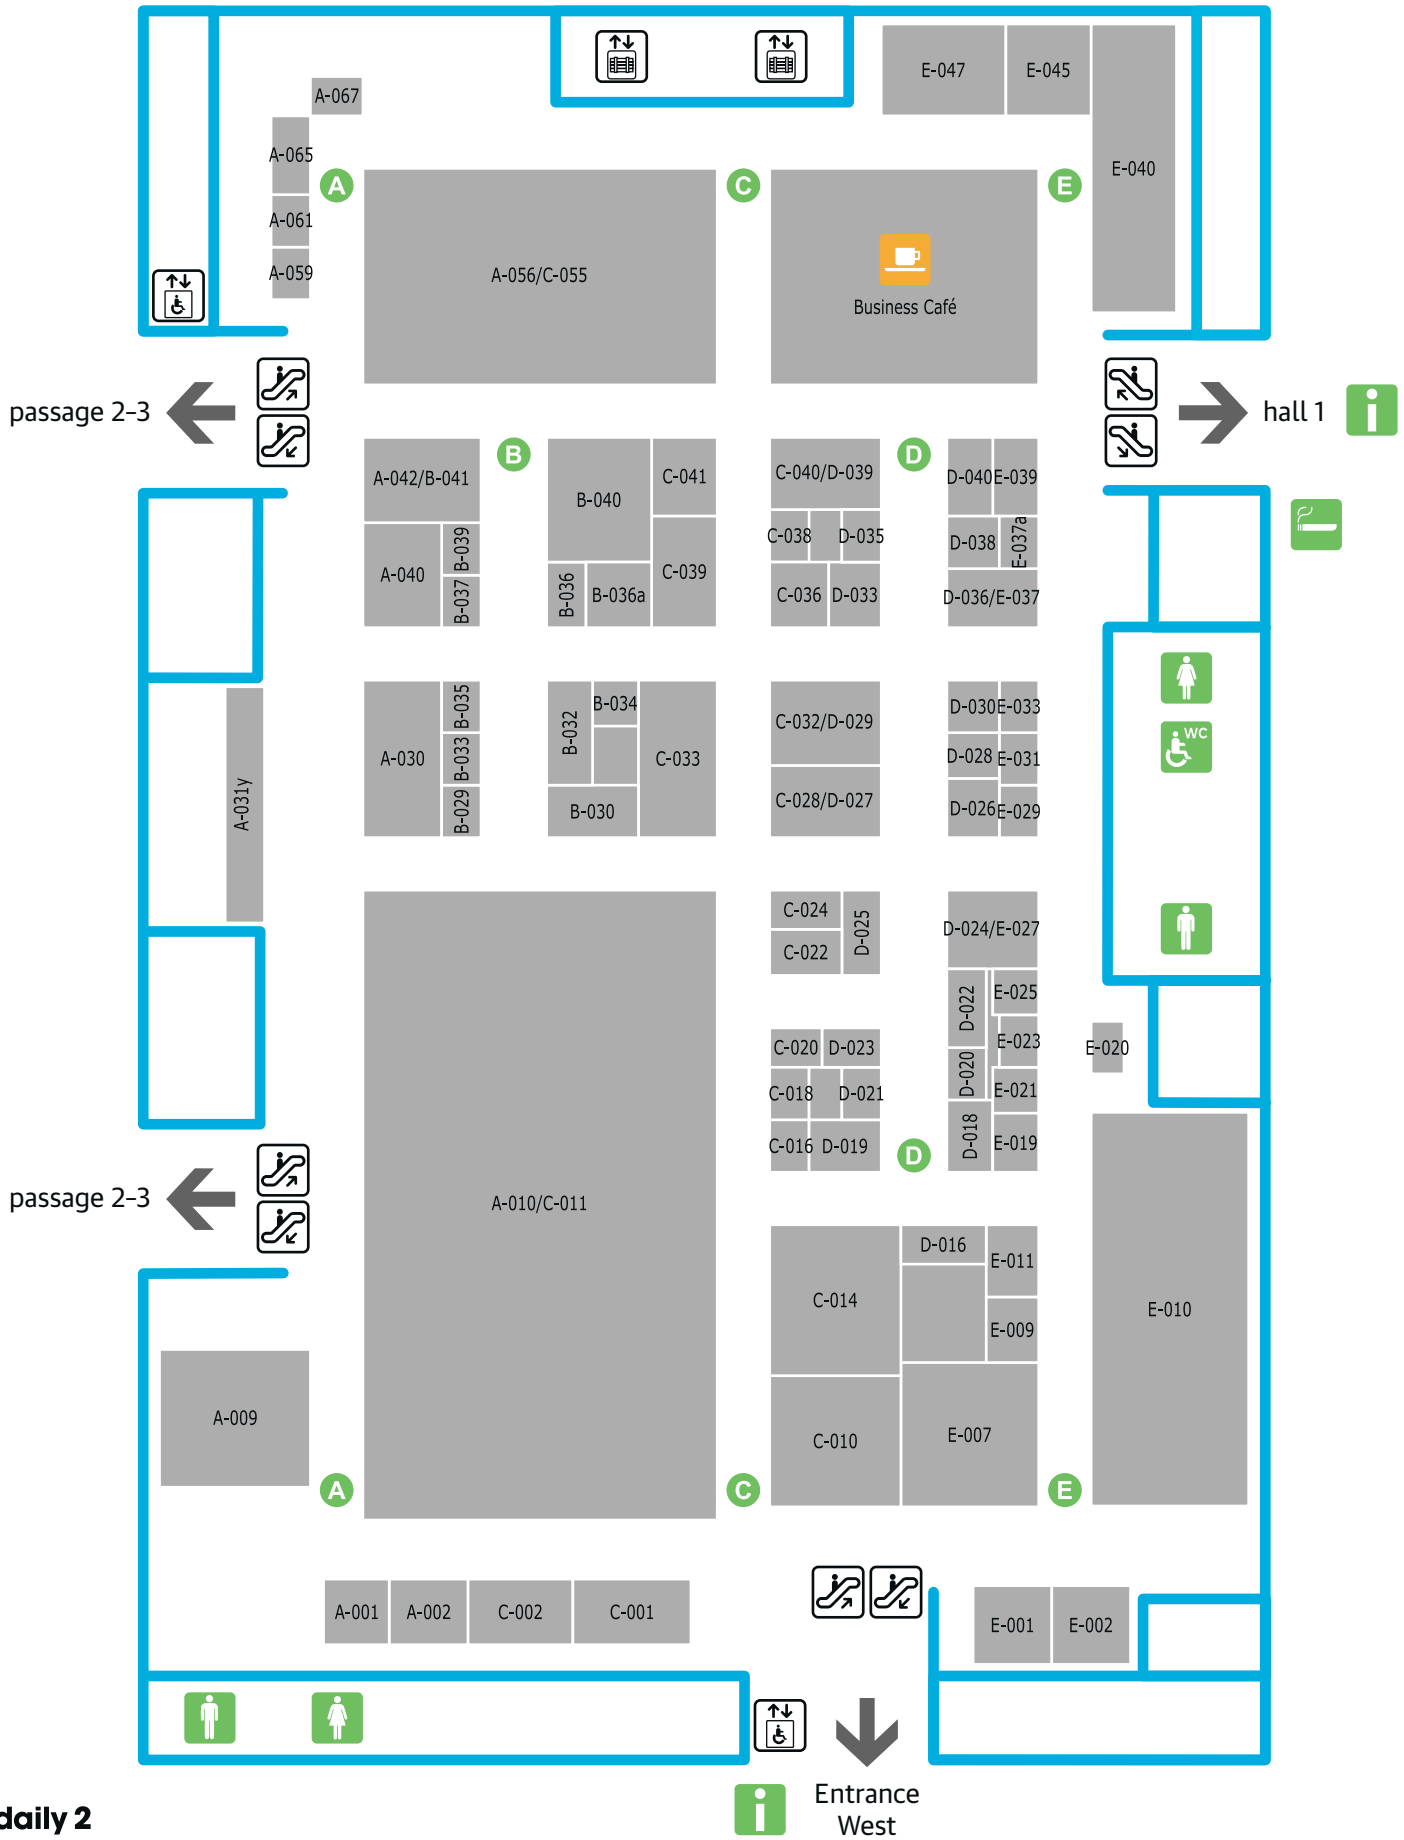 E-047
E-045
A-067
A-065
E-040
A
C
E
A-061
A-059
A-056/C-055
Business Café
passage 2–3
hall 1
B
D
A-042/B-041
B-040
C-041
C-040/D-039
D-040
E-039
B-039
C-038
D-035
D-038
E-037a
A-040
B-037
B-036
B-036a
C-039
C-036
D-033
D-036/E-037
WC
A-030
B-035
B-033
B-029
B-032
B-034
B-030
C-033
C-032/D-029
C-028/D-027
D-030
E-033
D-028
E-031
D-026
E-029
A-031y
C-024
C-022
D-025
D-024/E-027
D-022
E-025
E-023
E-020
C-020
D-023
D-020
C-018
D-021
E-021
C-016
D-019
D
D-018
E-019
passage 2–3
A-010/C-011
D-016
E-011
C-014
E-009
E-010
A-009
C-010
E-007
A
C
E
A-001
A-002
C-002
C-001
E-001
E-002
Entrance
West
daily 2